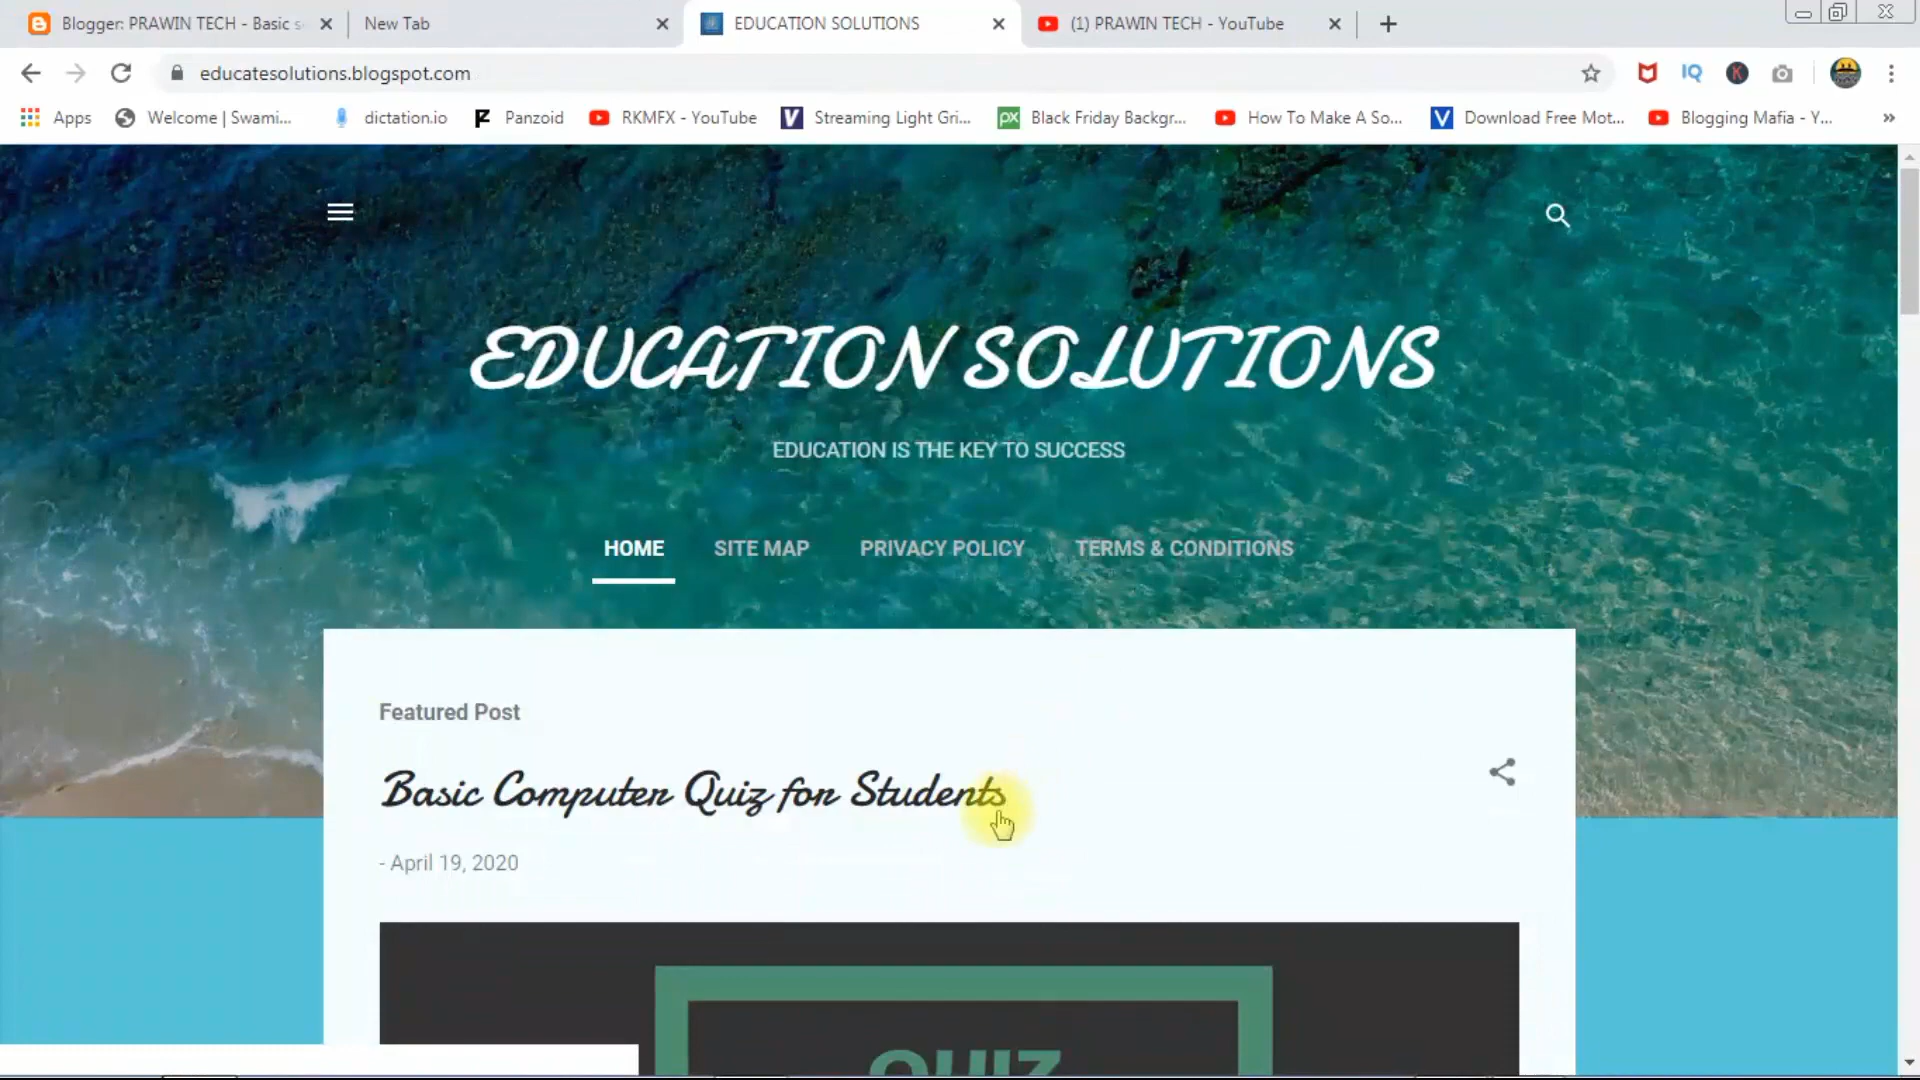 Blogger: PRAWIN TECH - Basic s
New Tab
EDUCATION SOLUTIONS
(1) PRAWIN TECH - YouTube
educatesolutions.blogspot.com
IQ
K
Apps
Welcome | Swami...
dictation.io
Panzoid
RKMFX - YouTube
Streaming Light Gri...
px
Black Friday Backgr...
How To Make A So...
Download Free Mot...
Blogging Mafia - Y...
EDUCATION SOLUTIONS
EDUCATION IS THE KEY TO SUCCESS
HOME
SITE MAP
PRIVACY POLICY
TERMS & CONDITIONS
Featured Post
Basic Computer Quiz for Students
- April 19, 2020
QUIZ